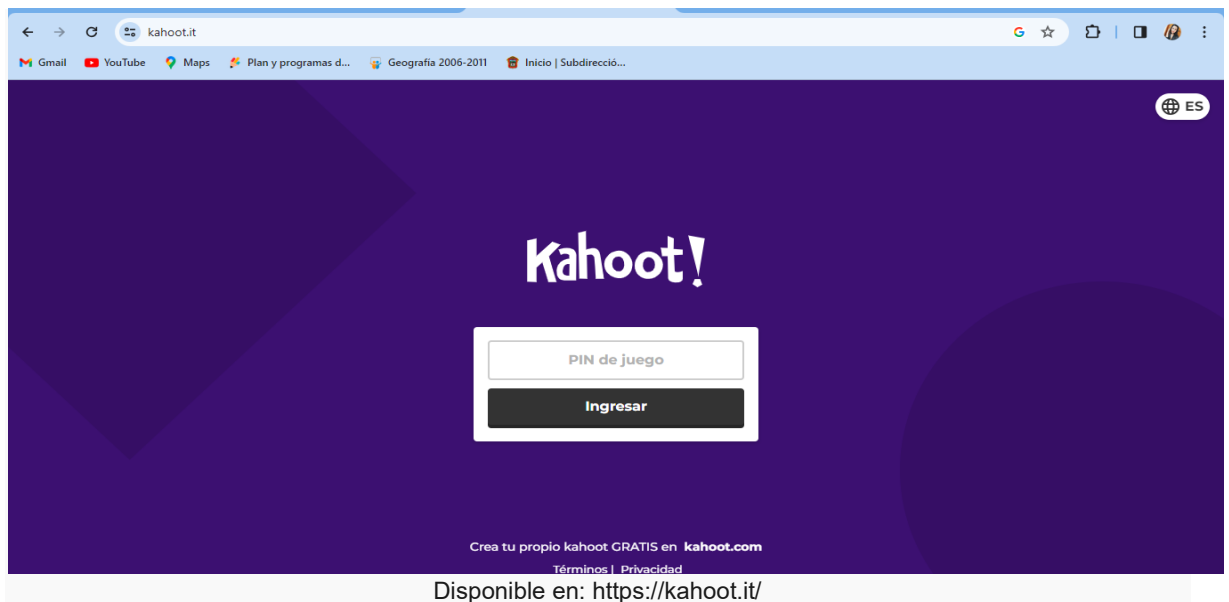 kahoot.it
Gmail YouTube Maps Plan y programas d... Geografía 2006-2011 Inicio | Subdirecció...
ES
Kahoot!
PIN de juego
Ingresar
Crea tu propio kahoot GRATIS en kahoot.com
Términos | Privacidad
Disponible en: https://kahoot.it/